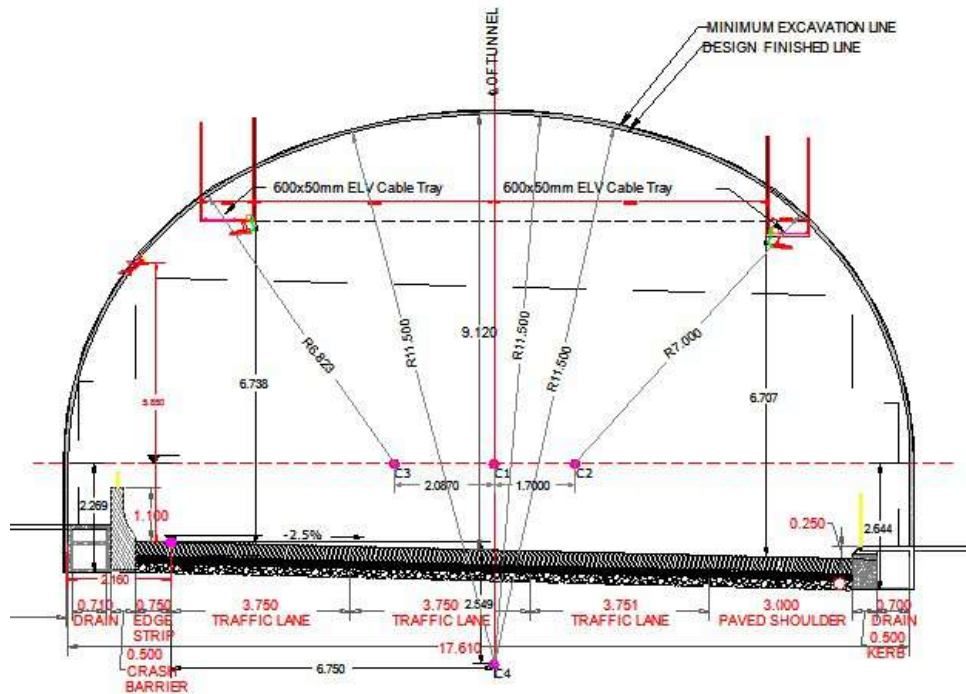 MINIMUM EXCAVATION LINE
DESIGN FINISHED LINE
℄ OF TUNNEL
600x50mm ELV Cable Tray
600x50mm ELV Cable Tray
R6.823
R11.500
9.120
R11.500
R11.500
R7.000
6.738
6.707
C3
C1
C2
2.0870
1.7000
2.269
1.100
-2.5%
0.250
2.644
2.160
0.710
0.750
3.750
3.750
2.549
3.751
3.000
0.700
DRAIN
EDGE
STRIP
TRAFFIC LANE
TRAFFIC LANE
TRAFFIC LANE
PAVED SHOULDER
DRAIN
0.500
KERB
0.500
CRASH
BARRIER
17.610
6.750
C4